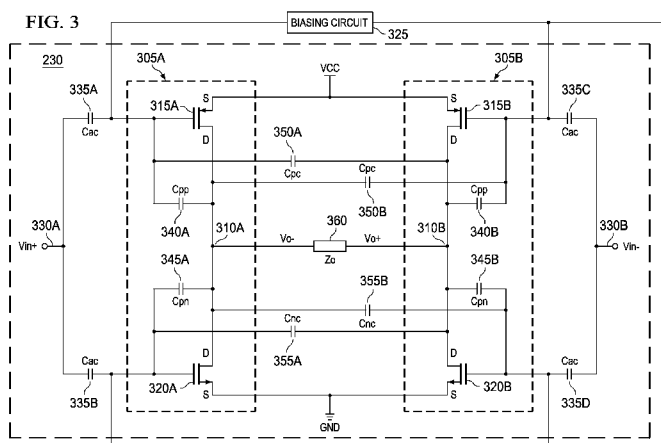 FIG. 3
BIASING CIRCUIT
325
230
305A
305B
VCC
335A
315A
S
S
315B
335C
Cac
350A
Cac
D
D
Cpc
Cpc
Cpp
350B
Cpp
340A
340B
330A
310A
360
310B
330B
Vin+
Vo-
Vo+
Vin-
345A
Zo
345B
355B
Cpn
Cnc
Cpn
Cnc
Cac
D
355A
D
Cac
335B
320A
S
S
320B
335D
GND